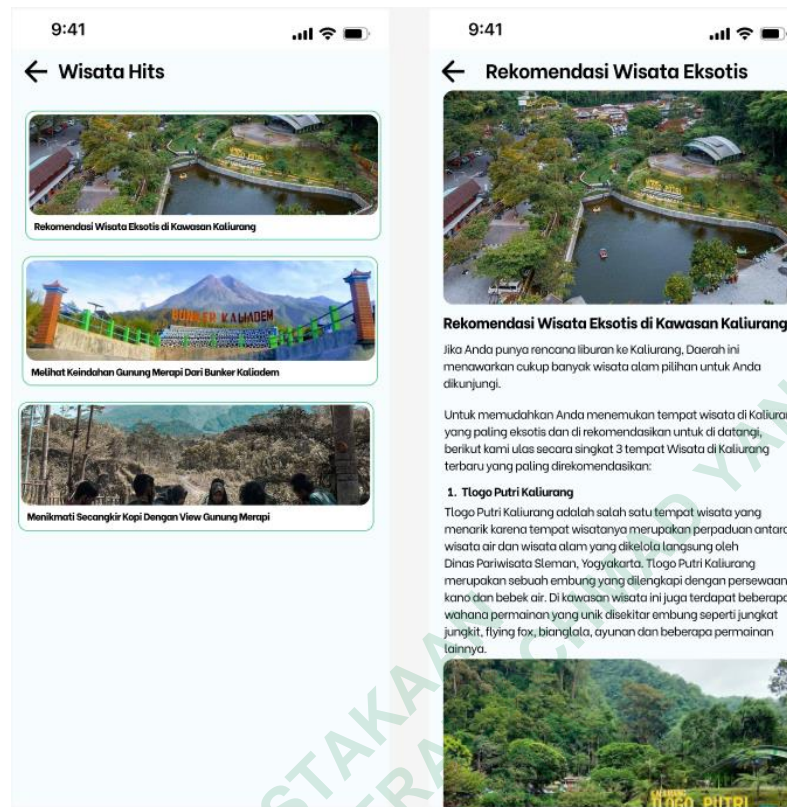 9:41
Wisata Hits
Rekomendasi Wisata Eksotis di Kawasan Kaliurang
BUNKER KALIADEM
Melihat Keindahan Gunung Merapi Dari Bunker Kaliadem
Menikmati Secangkir Kopi Dengan View Gunung Merapi
9:41
Rekomendasi Wisata Eksotis
Rekomendasi Wisata Eksotis di Kawasan Kaliurang
Jika Anda punya rencana liburan ke Kaliurang, Daerah ini
menawarkan cukup banyak wisata alam pilihan untuk Anda
dikunjungi.
Untuk memudahkan Anda menemukan tempat wisata di Kaliuran
yang paling eksotis dan di rekomendasikan untuk di datangi,
berikut kami ulas secara singkat 3 tempat Wisata di Kaliurang
terbaru yang paling direkomendasikan:
1. Tlogo Putri Kaliurang
Tlogo Putri Kaliurang adalah salah satu tempat wisata yang
menarik karena tempat wisatanya merupakan perpaduan antara
wisata air dan wisata alam yang dikelola langsung oleh
Dinas Pariwisata Sleman, Yogyakarta. Tlogo Putri Kaliurang
merupakan sebuah embung yang dilengkapi dengan persewaan
kano dan bebek air. Di kawasan wisata ini juga terdapat beberapa
wahana permainan yang unik disekitar embung seperti jungkat
jungkit, flying fox, bianglala, ayunan dan beberapa permainan
lainnya.
TLOGO PUTRI